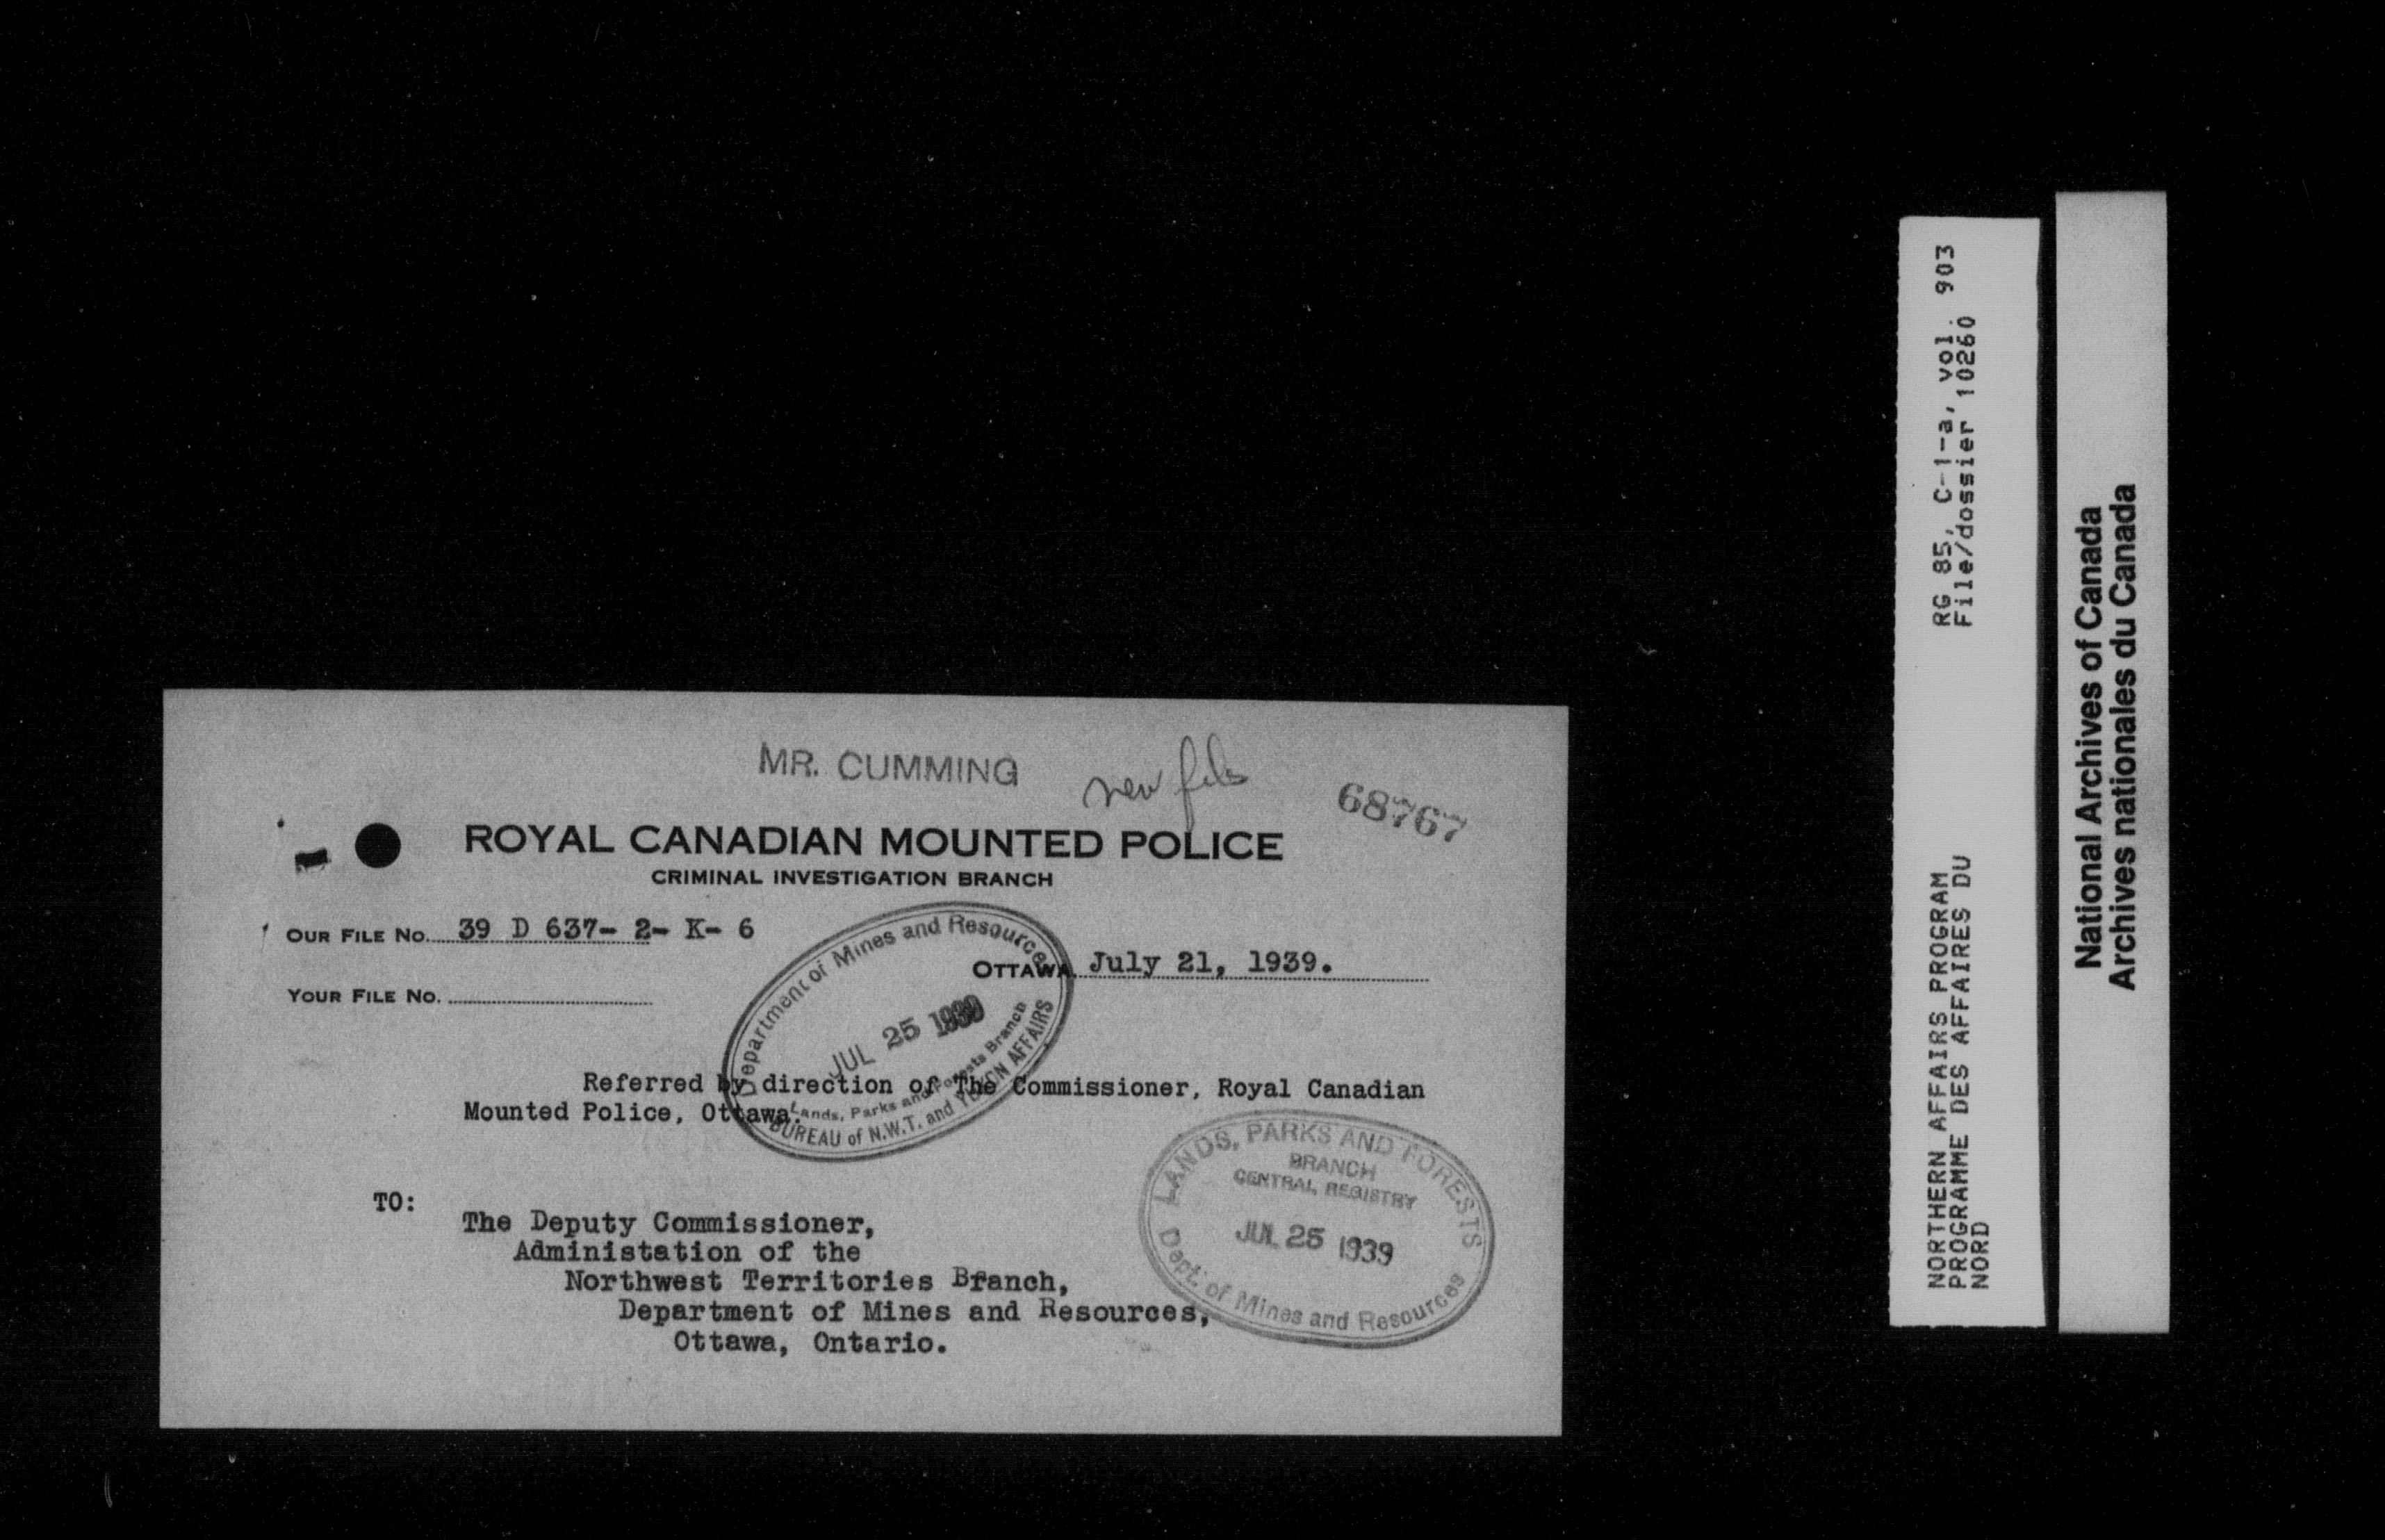 MR. CUMMING
new file
68767
ROYAL CANADIAN MOUNTED POLICE
CRIMINAL INVESTIGATION BRANCH
OUR FILE NO. 39 D 637- 2- K- 6
OTTAWA, July 21, 1939.
YOUR FILE NO.
Department of Mines and Resources
JUL 25 1939
Lands, Parks and Forests Branch
BUREAU of N.W.T. and YUKON AFFAIRS
Referred by direction of The Commissioner, Royal Canadian
Mounted Police, Ottawa.
LANDS, PARKS AND FORESTS
BRANCH
CENTRAL REGISTRY
JUL 25 1939
Dept. of Mines and Resources
TO:
The Deputy Commissioner,
Administation of the
Northwest Territories Branch,
Department of Mines and Resources,
Ottawa, Ontario.
RG 85, C-1-a, vol. 903
File/dossier 10260
NORTHERN AFFAIRS PROGRAM
PROGRAMME DES AFFAIRES DU
NORD
National Archives of Canada
Archives nationales du Canada